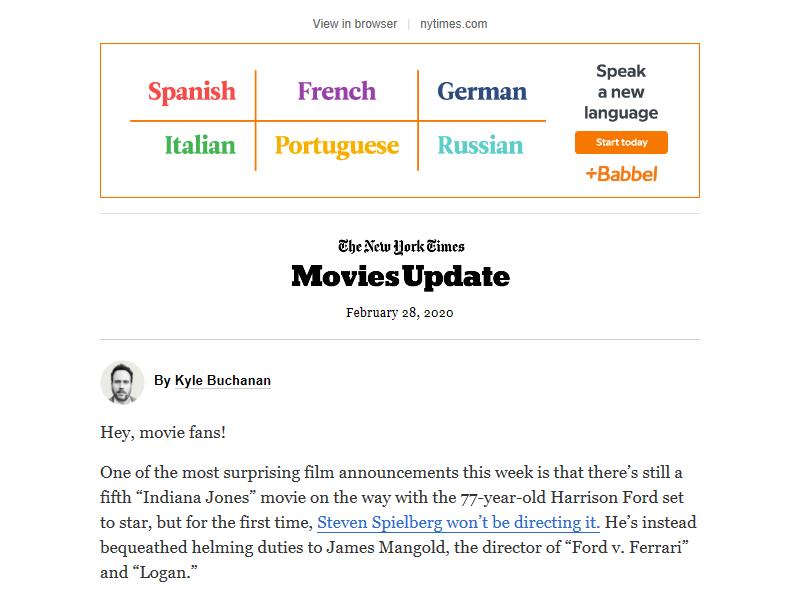 View in browser | nytimes.com
Spanish French German
Italian Portuguese Russian
Speak
a new
language
Start today
+Babbel
The New York Times
Movies Update
February 28, 2020
By Kyle Buchanan
Hey, movie fans!
One of the most surprising film announcements this week is that there’s still a
fifth “Indiana Jones” movie on the way with the 77-year-old Harrison Ford set
to star, but for the first time, Steven Spielberg won’t be directing it. He’s instead
bequeathed helming duties to James Mangold, the director of “Ford v. Ferrari”
and “Logan.”